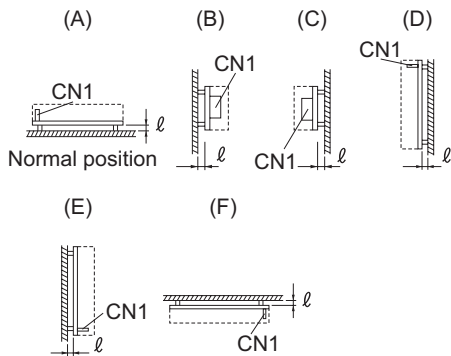 (A)
CN1
ℓ
Normal position
(B)
CN1
ℓ
(C)
CN1
ℓ
(D)
CN1
ℓ
(E)
CN1
ℓ
(F)
CN1
ℓ